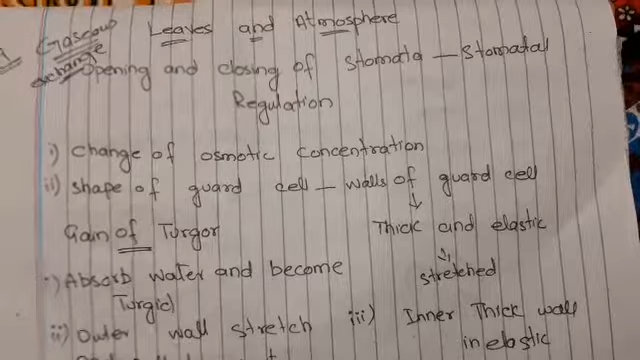 Gaseous exchange
Leaves and Atmosphere
Opening and closing of stomata — stomatal
Regulation
i) change of osmotic concentration
ii) shape of guard cell — walls of guard cell
↓
Gain of Turgor
Thick and elastic
↓
stretched
i) Absorb water and become
Turgid
ii) Outer wall stretch
iii) Inner Thick wall
inelastic